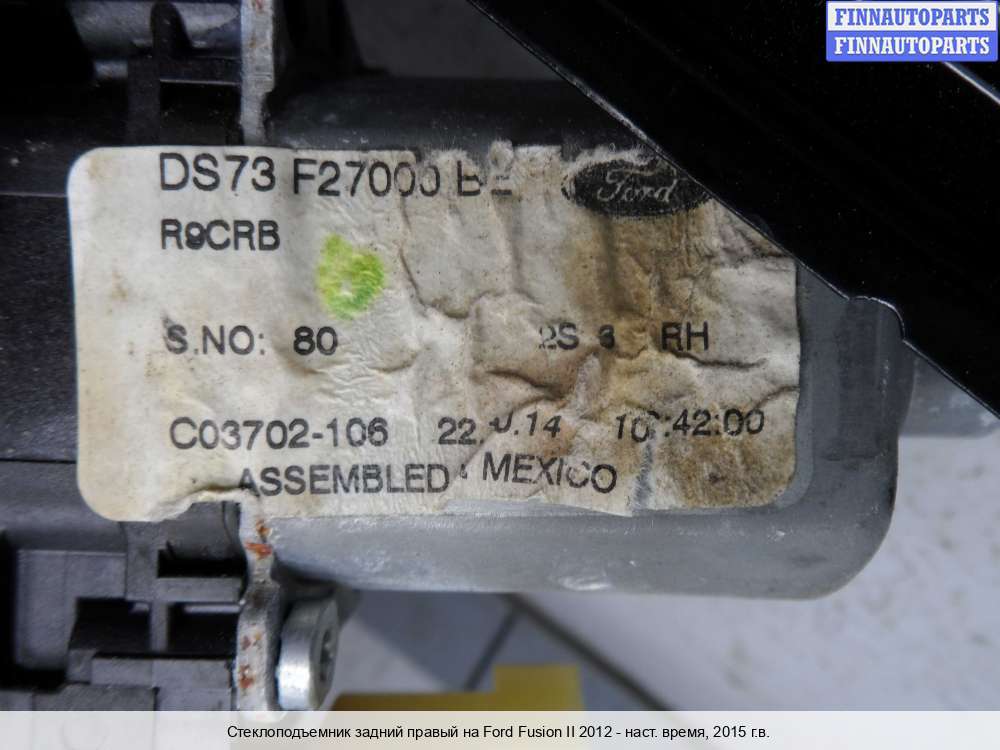 FINNAUTOPARTS
FINNAUTOPARTS
DS73 F27000 Ford
R9CRB
S.NO: 80 RH
C03702-106
ASSEMBLED MEXICO
Стеклоподъемник задний правый на Ford Fusion II 2012 - наст. время, 2015 г.в.